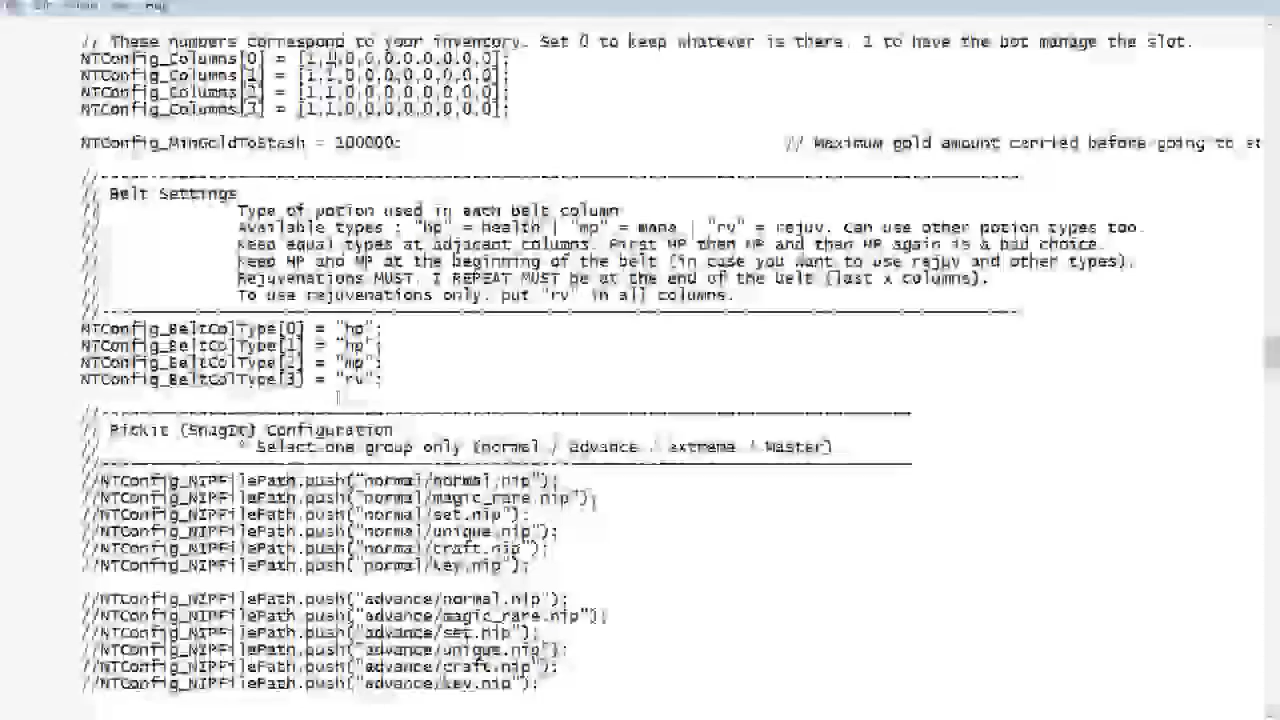 // These numbers correspond to your inventory. Set 0 to keep whatever is there, 1 to have the bot manage the slot.
NTConfig_Columns[0] = [1,1,0,0,0,0,0,0,0,0];
NTConfig_Columns[1] = [1,1,0,0,0,0,0,0,0,0];
NTConfig_Columns[2] = [1,1,0,0,0,0,0,0,0,0];
NTConfig_Columns[3] = [1,1,0,0,0,0,0,0,0,0];
NTConfig_MinGoldToStash = 100000; // Maximum gold amount carried before going to st
//------------------------------------------------------------
// Belt Settings
// Type of potion used in each belt column
// Available types : "hp" = health | "mp" = mana | "rv" = rejuv. Can use other potion types too.
// Keep equal types at adjacent columns. First HP then MP and then HP again is a bad choice.
// Keep HP and MP at the beginning of the belt (in case you want to use rejuv and other types).
// Rejuvenations MUST, I REPEAT MUST be at the end of the belt (last x columns).
// To use rejuvenations only, put "rv" in all columns.
//------------------------------------------------------------
NTConfig_BeltColType[0] = "hp";
NTConfig_BeltColType[1] = "hp";
NTConfig_BeltColType[2] = "mp";
NTConfig_BeltColType[3] = "rv";
//------------------------------------------------------------
// Pickit (SnagIt) Configuration
// * Select one group only (normal / advance / extreme / Master)
//------------------------------------------------------------
//NTConfig_NIPFilePath.push("normal/normal.nip");
//NTConfig_NIPFilePath.push("normal/magic_rare.nip");
//NTConfig_NIPFilePath.push("normal/set.nip");
//NTConfig_NIPFilePath.push("normal/unique.nip");
//NTConfig_NIPFilePath.push("normal/craft.nip");
//NTConfig_NIPFilePath.push("normal/key.nip");
//NTConfig_NIPFilePath.push("advance/normal.nip");
//NTConfig_NIPFilePath.push("advance/magic_rare.nip");
//NTConfig_NIPFilePath.push("advance/set.nip");
//NTConfig_NIPFilePath.push("advance/unique.nip");
//NTConfig_NIPFilePath.push("advance/craft.nip");
//NTConfig_NIPFilePath.push("advance/key.nip");